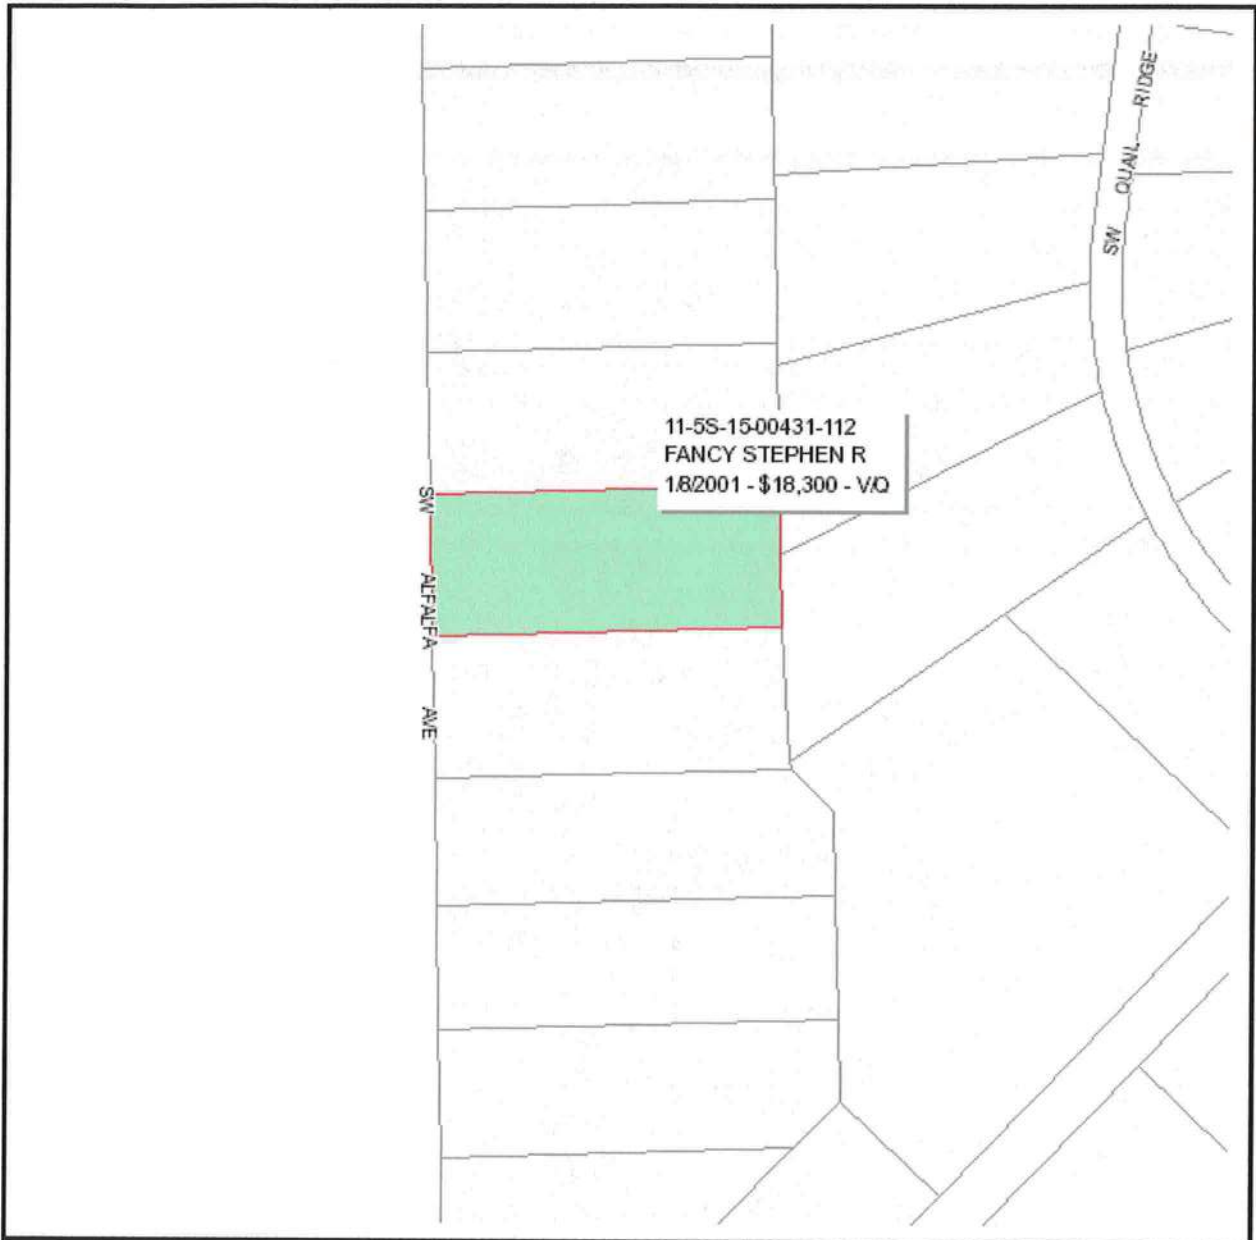 SW QUAIL RIDGE
11-5S-15-00431-112
FANCY STEPHEN R
1/8/2001 - $18,300 - V/Q
SW ALFALFA AVE